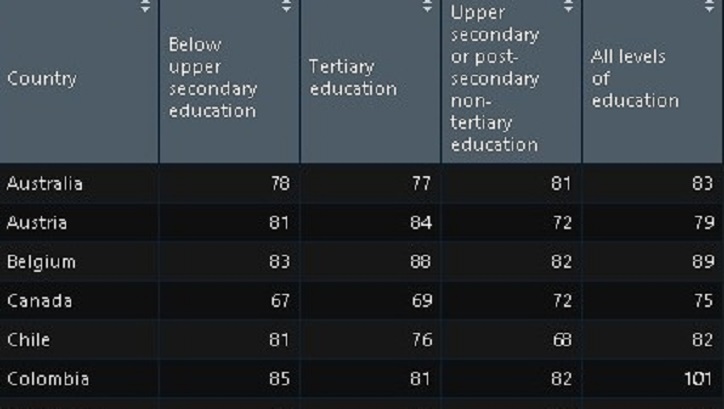 Country
Below
upper
secondary
education
Tertiary
education
Upper
secondary
or post-
secondary
non-
tertiary
education
All levels
of
education
Australia 78 77 81 83
Austria 81 84 72 79
Belgium 83 88 82 89
Canada 67 69 72 75
Chile 81 76 68 82
Colombia 85 81 82 101